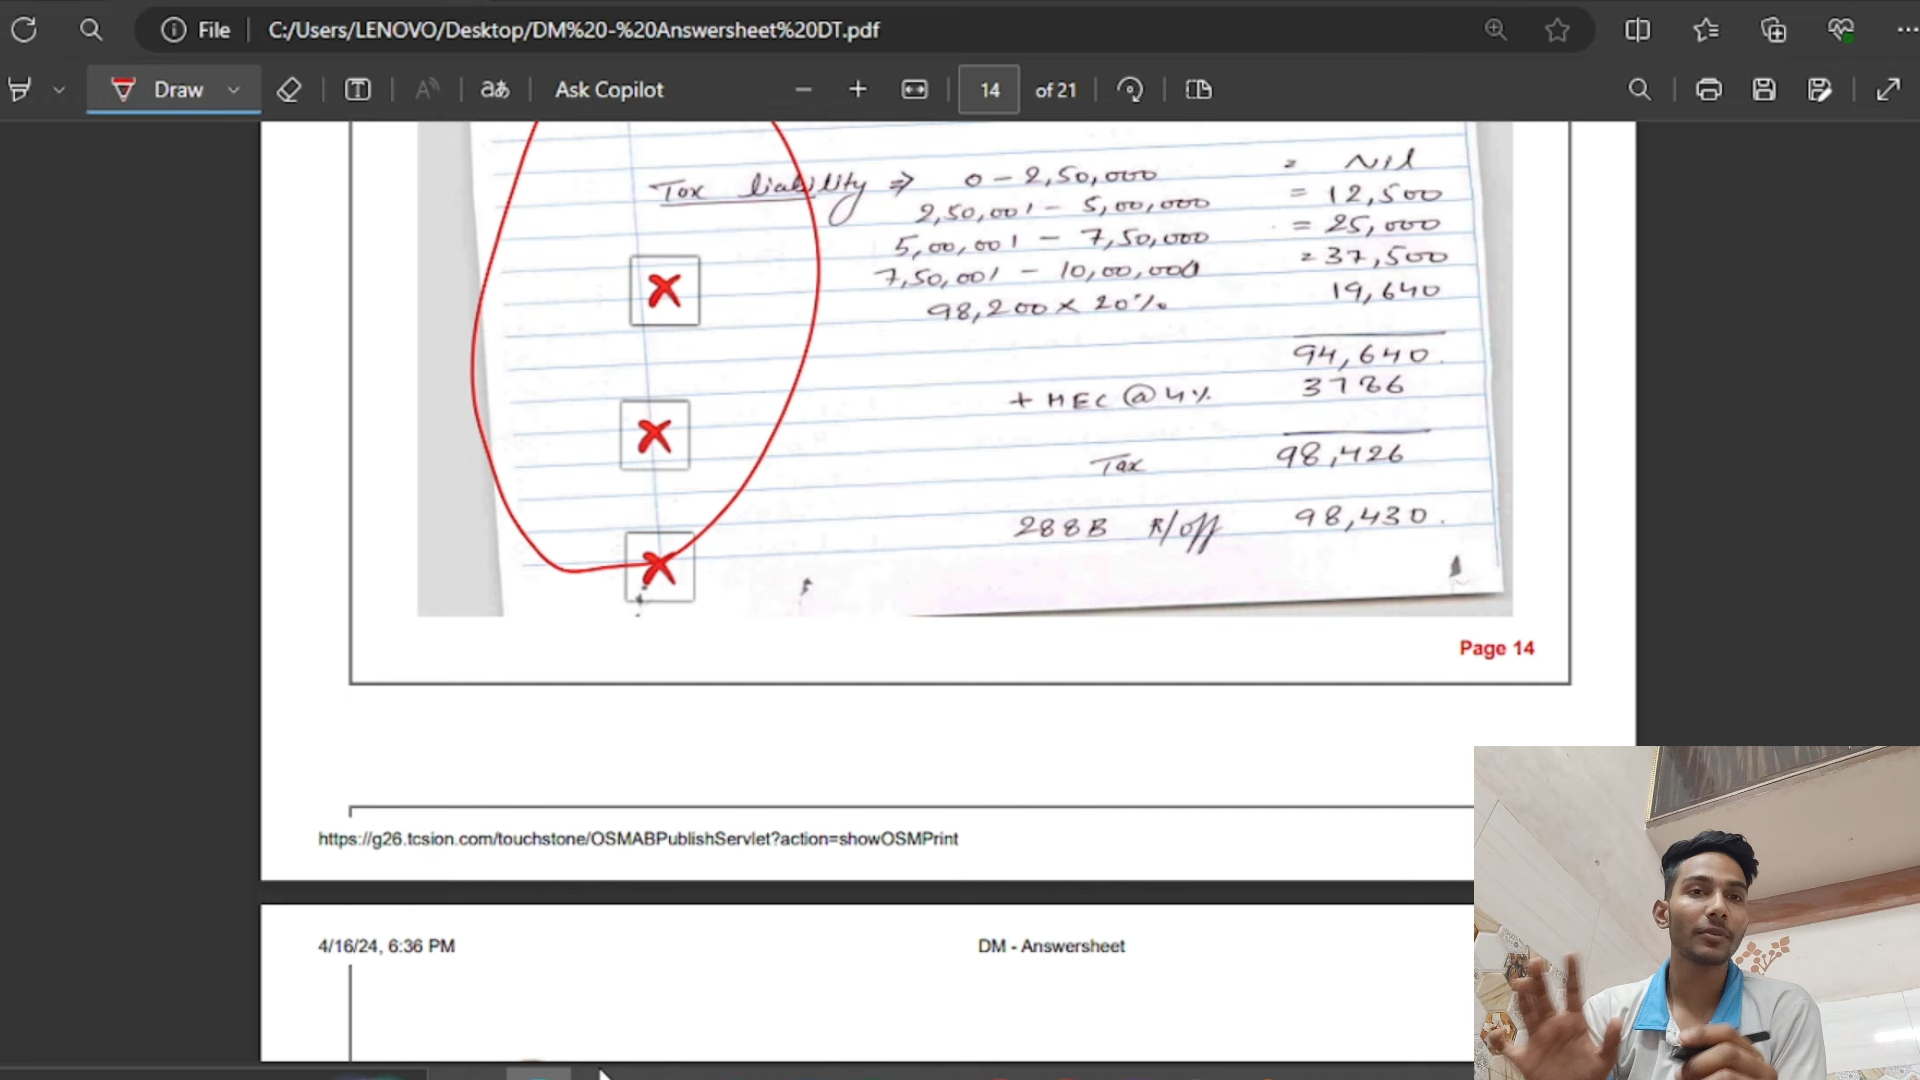 File C:/Users/LENOVO/Desktop/DM%20-%20Answersheet%20DT.pdf
Draw aあ Ask Copilot 14 of 21
Tax liability ⇒ 0 - 2,50,000 = Nil
2,50,001 - 5,00,000 = 12,500
5,00,001 - 7,50,000 = 25,000
7,50,001 - 10,00,000 = 37,500
98,200 x 20% 19,640
94,640
+ HEC @ 4% 3786
Tax 98,426
288B R/off 98,430
Page 14
https://g26.tcsion.com/touchstone/OSMABPublishServlet?action=showOSMPrint
4/16/24, 6:36 PM DM - Answersheet